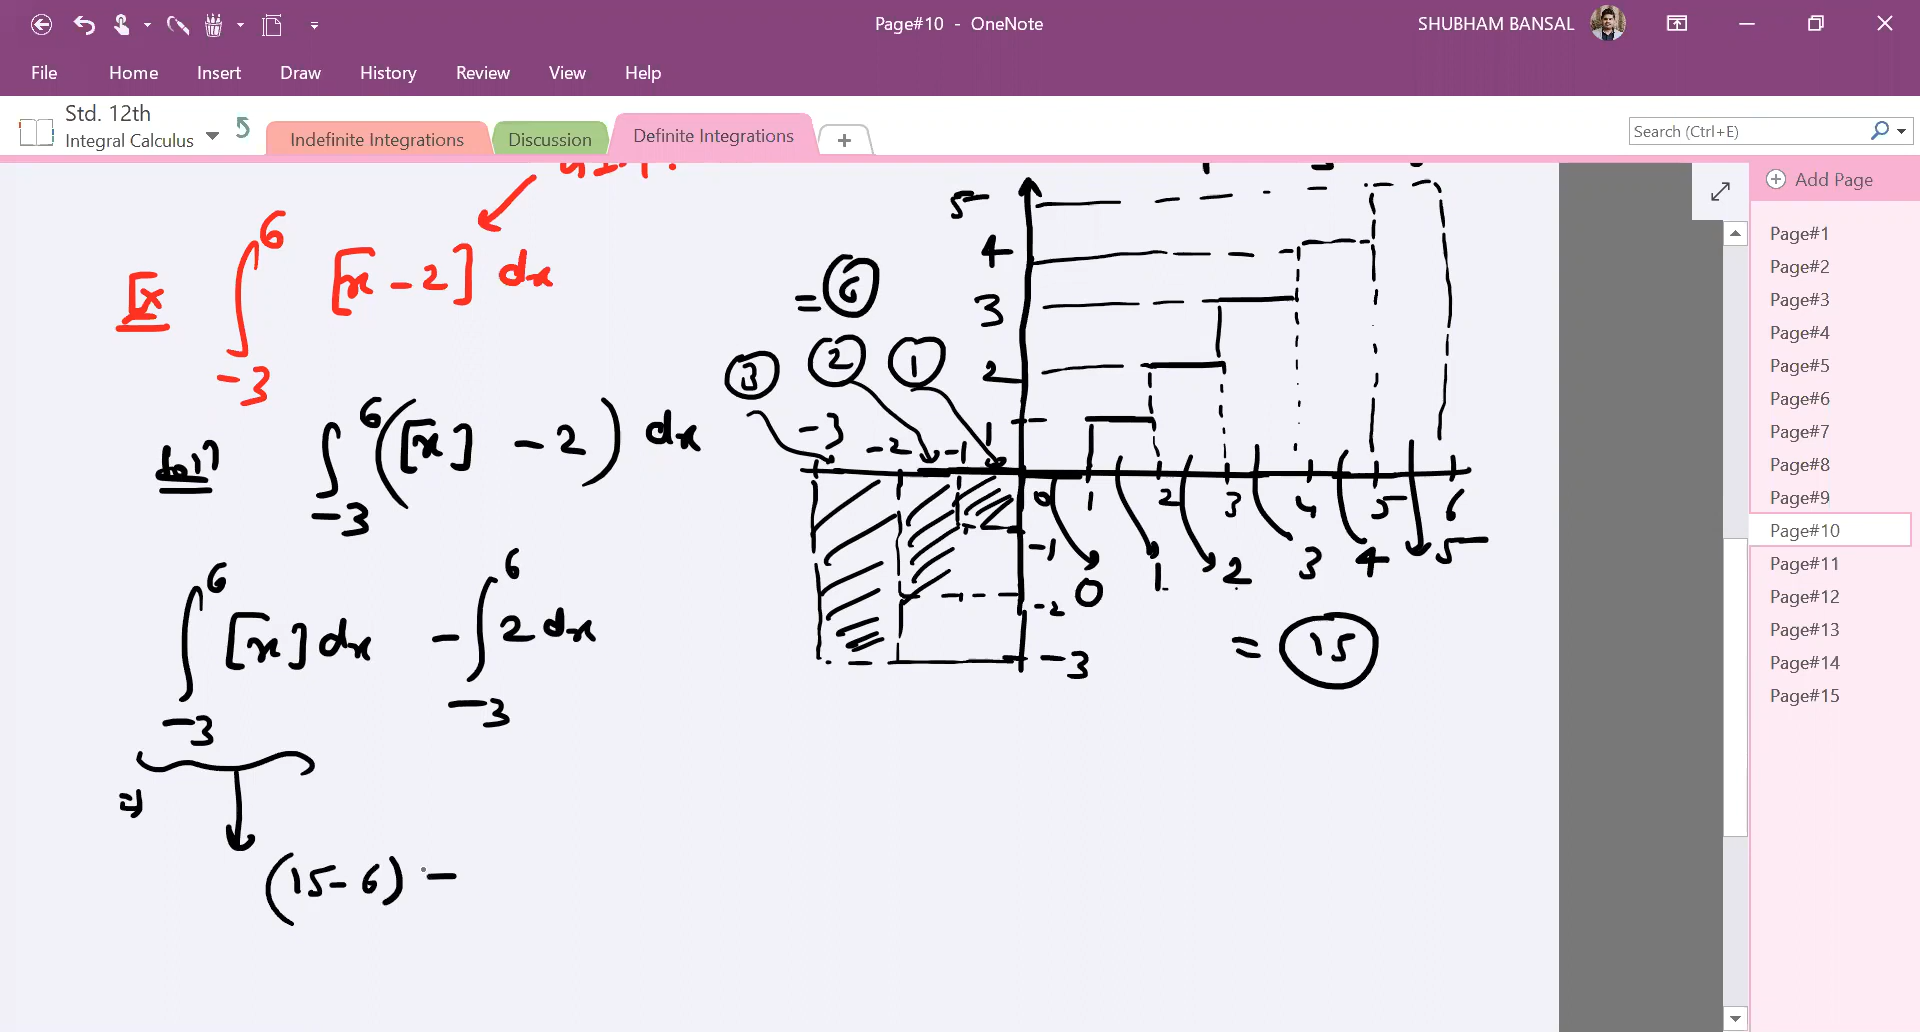 Page#10 - OneNote
SHUBHAM BANSAL
File Home Insert Draw History Review View Help
Std. 12th
Integral Calculus
Indefinite Integrations
Discussion
Definite Integrations
+
Search (Ctrl+E)
Add Page
Page#1
Page#2
Page#3
Page#4
Page#5
Page#6
Page#7
Page#8
Page#9
Page#10
Page#11
Page#12
Page#13
Page#14
Page#15
Ex ∫_{-3}^{6} [x - 2] dx
Sol? ∫_{-3}^{6} ([x] - 2) dx
∫_{-3}^{6} [x] dx - ∫_{-3}^{6} 2 dx
⇒
(15 - 6) -
= 6
3 2 1
5
4
3
2
1
-3 -2 -1
0 1 2 3 4 5 6
-1
-2
-3
0 1 2 3 4 5
= 15